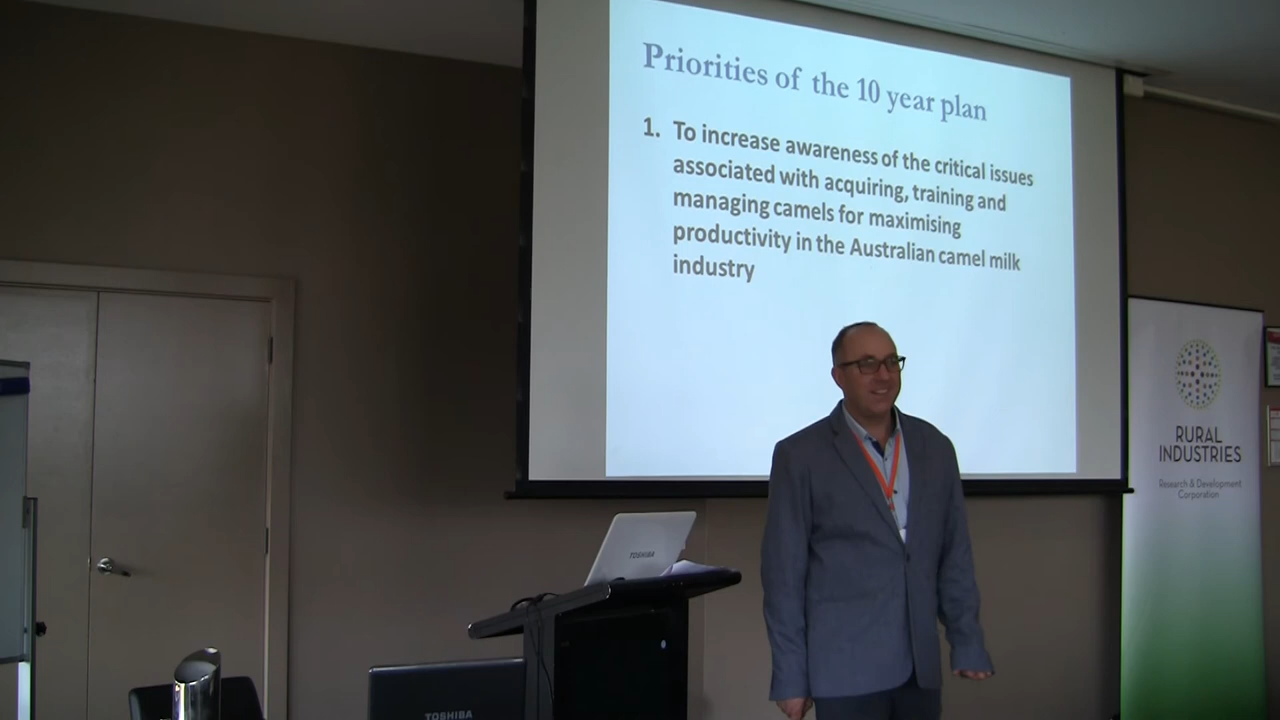 Priorities of the 10 year plan
1. To increase awareness of the critical issues
associated with acquiring, training and
managing camels for maximising
productivity in the Australian camel milk
industry
RURAL
INDUSTRIES
Research & Development
Corporation
TOSHIBA
TOSHIBA